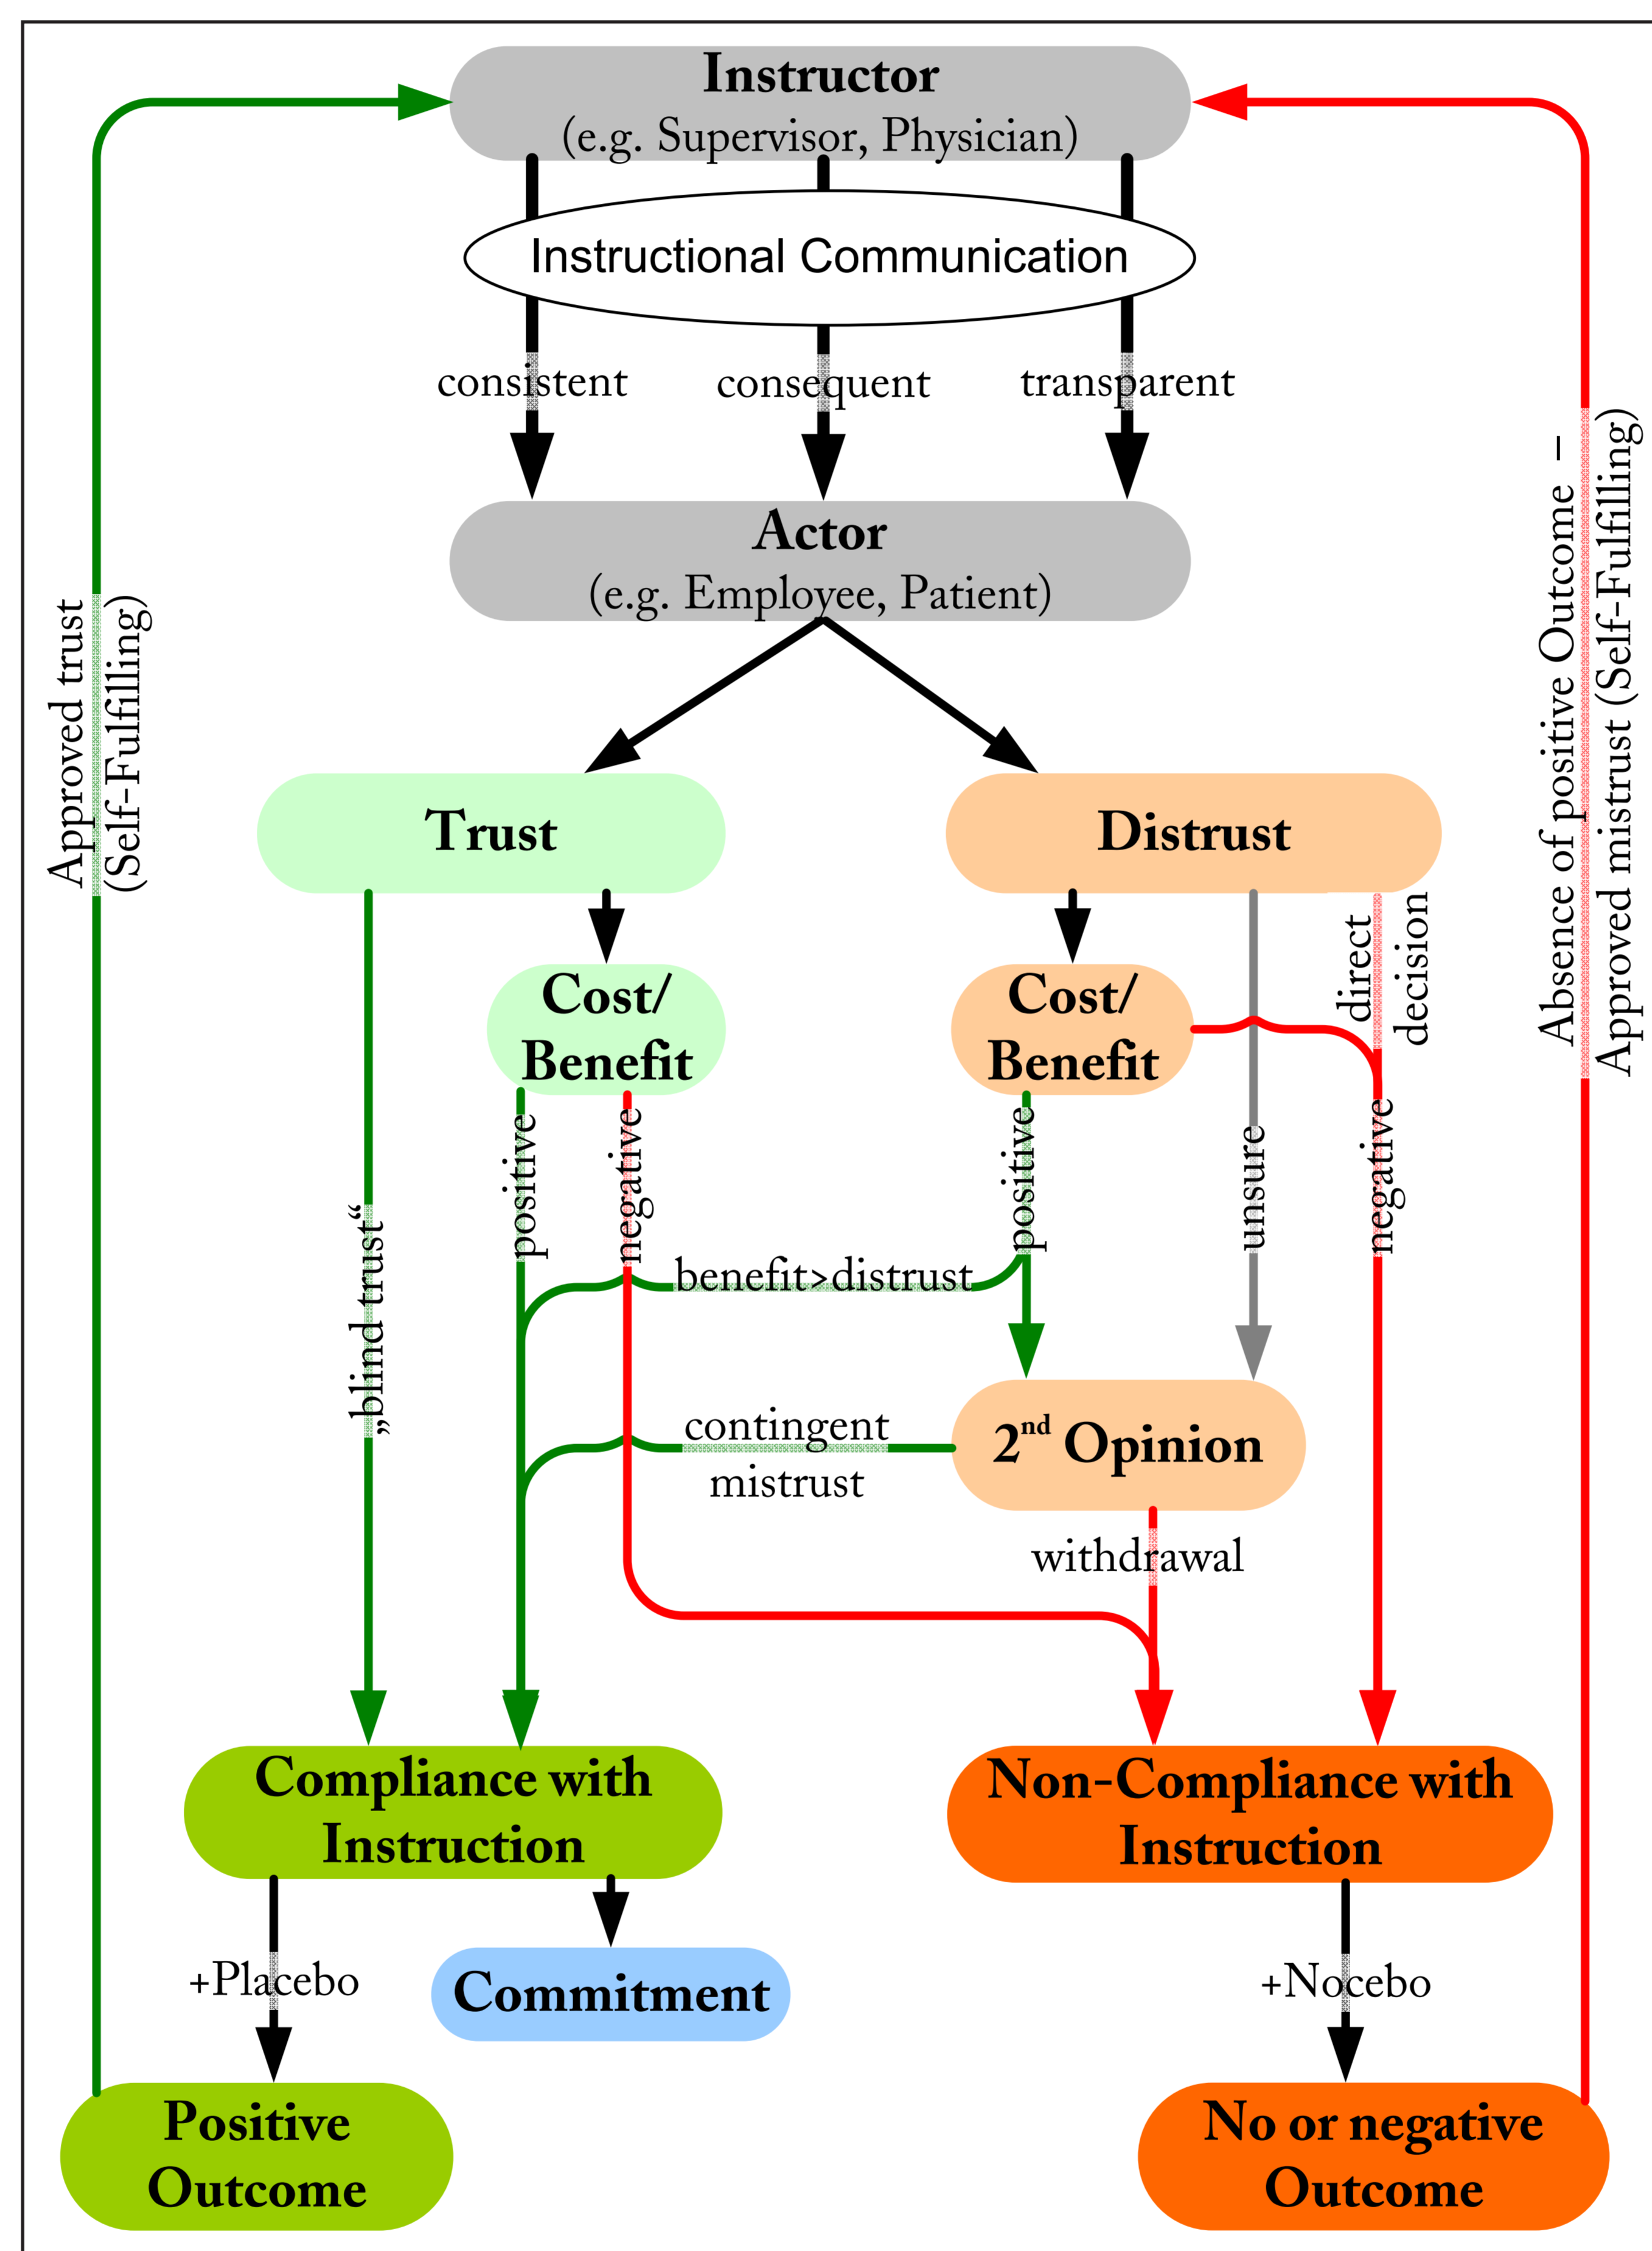 Instructor
(e.g. Supervisor, Physician)
Instructional Communication
consistent
consequent
transparent
Actor
(e.g. Employee, Patient)
Approved trust
(Self-Fulfilling)
Absence of positive Outcome –
Approved mistrust (Self-Fulfilling)
Trust
Distrust
Cost/
Benefit
Cost/
Benefit
direct
decision
positive
negative
positive
unsure
negative
„blind trust“
benefit>distrust
contingent
mistrust
2nd Opinion
withdrawal
Compliance with
Instruction
Non-Compliance with
Instruction
+Placebo
Commitment
+Nocebo
Positive
Outcome
No or negative
Outcome